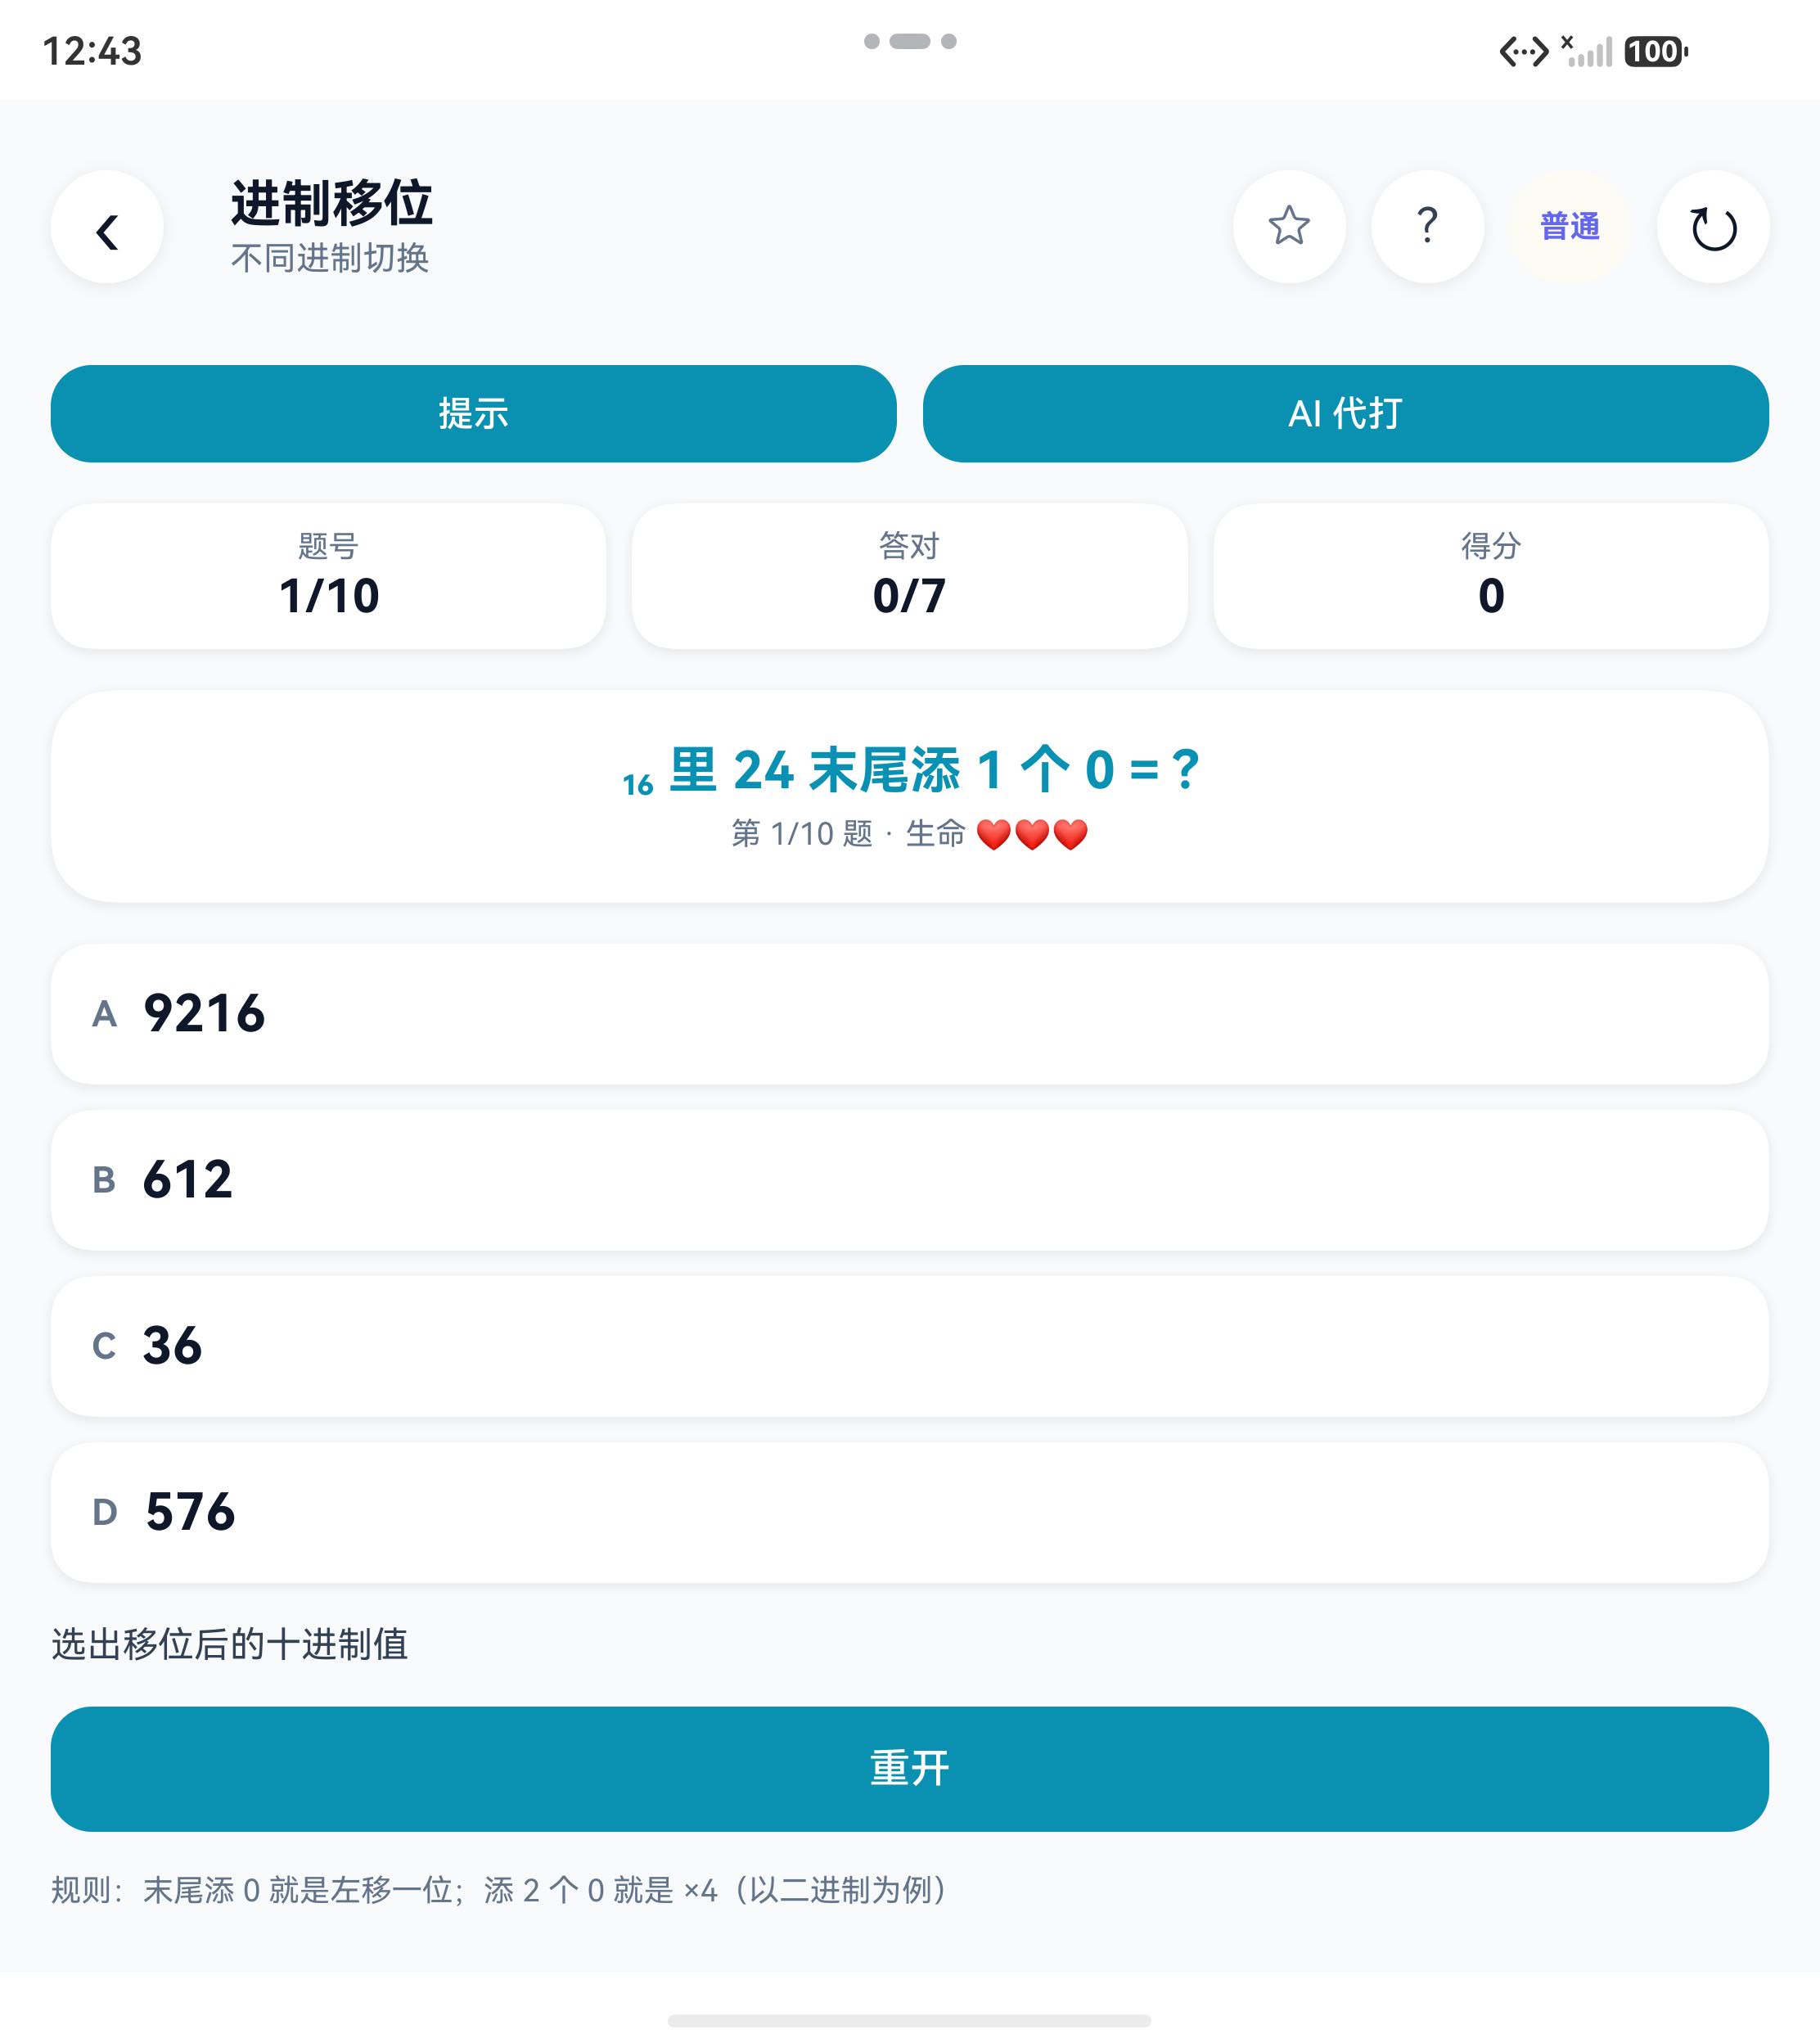 12:43
100
进制移位
不同进制切换
?
普通
提示
AI 代打
题号
1/10
答对
0/7
得分
0
₁₆ 里 24 末尾添 1 个 0 = ?
第 1/10 题 · 生命 ❤️❤️❤️
A 9216
B 612
C 36
D 576
选出移位后的十进制值
重开
规则：末尾添 0 就是左移一位；添 2 个 0 就是 ×4（以二进制为例）